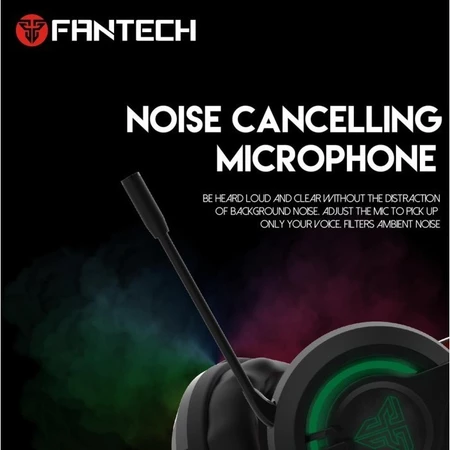 FANTECH
NOISE CANCELLING
MICROPHONE
BE HEARD LOUD AND CLEAR WITHOUT THE DISTRACTION
OF BACKGROUND NOISE. ADJUST THE MIC TO PICK UP
ONLY YOUR VOICE. FILTERS AMBIENT NOISE